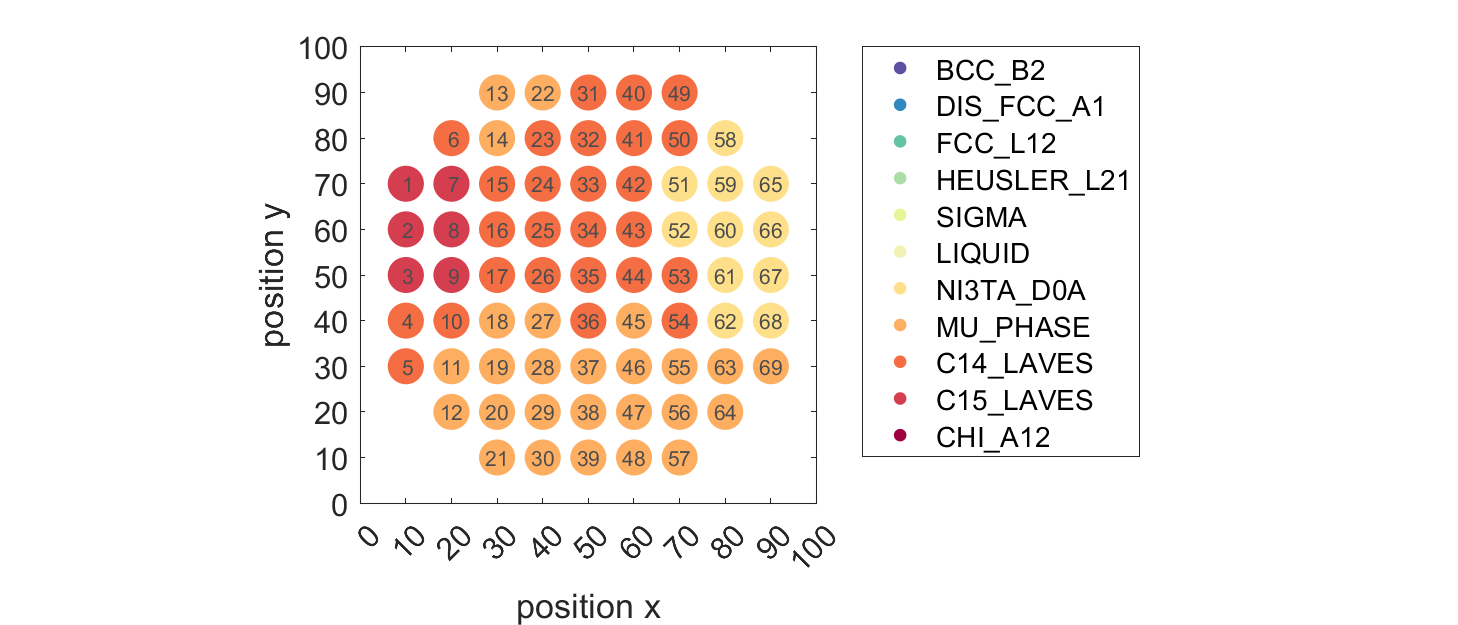 100
90
80
70
60
50
40
30
20
10
0
position y
13 22 31 40 49
6 14 23 32 41 50 58
1 7 15 24 33 42 51 59 65
2 8 16 25 34 43 52 60 66
3 9 17 26 35 44 53 61 67
4 10 18 27 36 45 54 62 68
5 11 19 28 37 46 55 63 69
12 20 29 38 47 56 64
21 30 39 48 57
0 10 20 30 40 50 60 70 80 90 100
position x
BCC_B2
DIS_FCC_A1
FCC_L12
HEUSLER_L21
SIGMA
LIQUID
NI3TA_D0A
MU_PHASE
C14_LAVES
C15_LAVES
CHI_A12